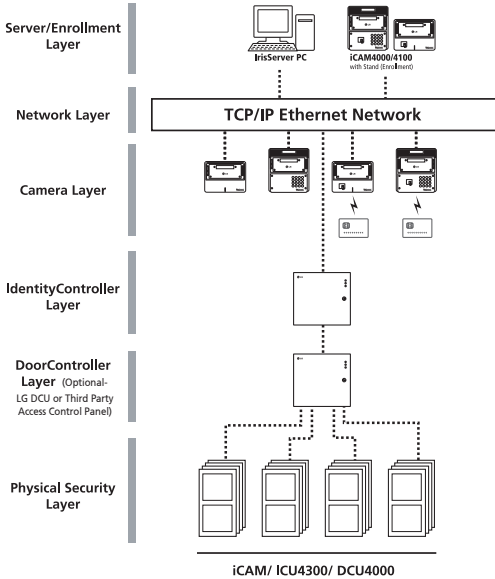 Server/Enrollment
Layer
IrisServer PC
iCAM4000/4100
with Stand (Enrollment)
Network Layer
TCP/IP Ethernet Network
Camera Layer
IdentityController
Layer
DoorController
Layer (Optional-
LG DCU or Third Party
Access Control Panel)
Physical Security
Layer
iCAM/ ICU4300/ DCU4000